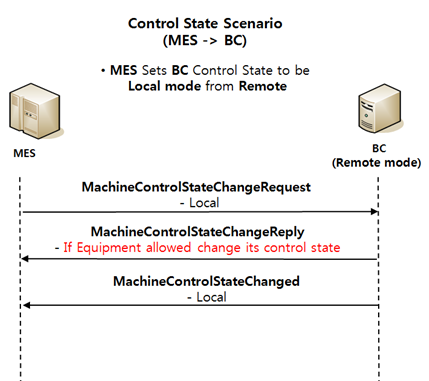 Control State Scenario
(MES -> BC)
• MES Sets BC Control State to be
Local mode from Remote
MES
BC
(Remote mode)
MachineControlStateChangeRequest
- Local
MachineControlStateChangeReply
- If Equipment allowed change its control state
MachineControlStateChanged
- Local